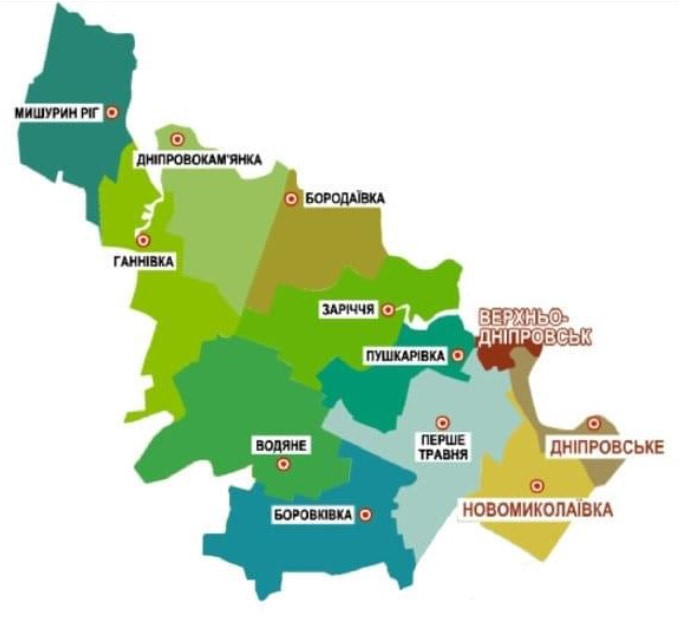 МИШУРИН РІГ
ДНІПРОВОКАМ'ЯНКА
БОРОДАЇВКА
ГАННІВКА
ЗАРІЧЧЯ
ВЕРХНЬО-
ДНІПРОВСЬК
ПУШКАРІВКА
ПЕРШЕ
ТРАВНЯ
ДНІПРОВСЬКЕ
ВОДЯНЕ
НОВОМИКОЛАЇВКА
БОРОВКІВКА